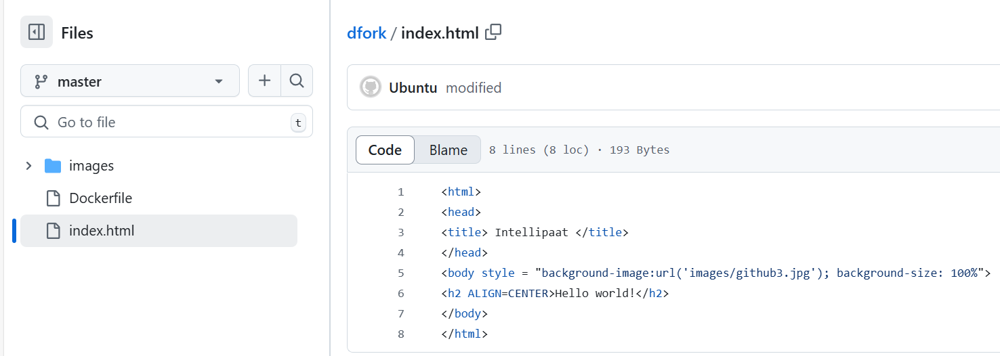 Files
master
Go to file
t
images
Dockerfile
index.html
dfork / index.html
Ubuntu modified
Code Blame 8 lines (8 loc) · 193 Bytes
1 <html>
2 <head>
3 <title> Intellipaat </title>
4 </head>
5 <body style = "background-image:url('images/github3.jpg'); background-size: 100%">
6 <h2 ALIGN=CENTER>Hello world!</h2>
7 </body>
8 </html>